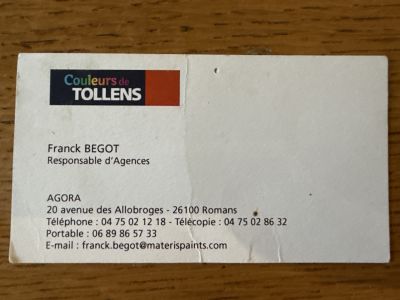 Couleurs de
TOLLENS
Franck BEGOT
Responsable d'Agences
AGORA
20 avenue des Allobroges - 26100 Romans
Téléphone : 04 75 02 12 18 - Télécopie : 04 75 02 86 32
Portable : 06 89 86 57 33
E-mail : franck.begot@materispaints.com